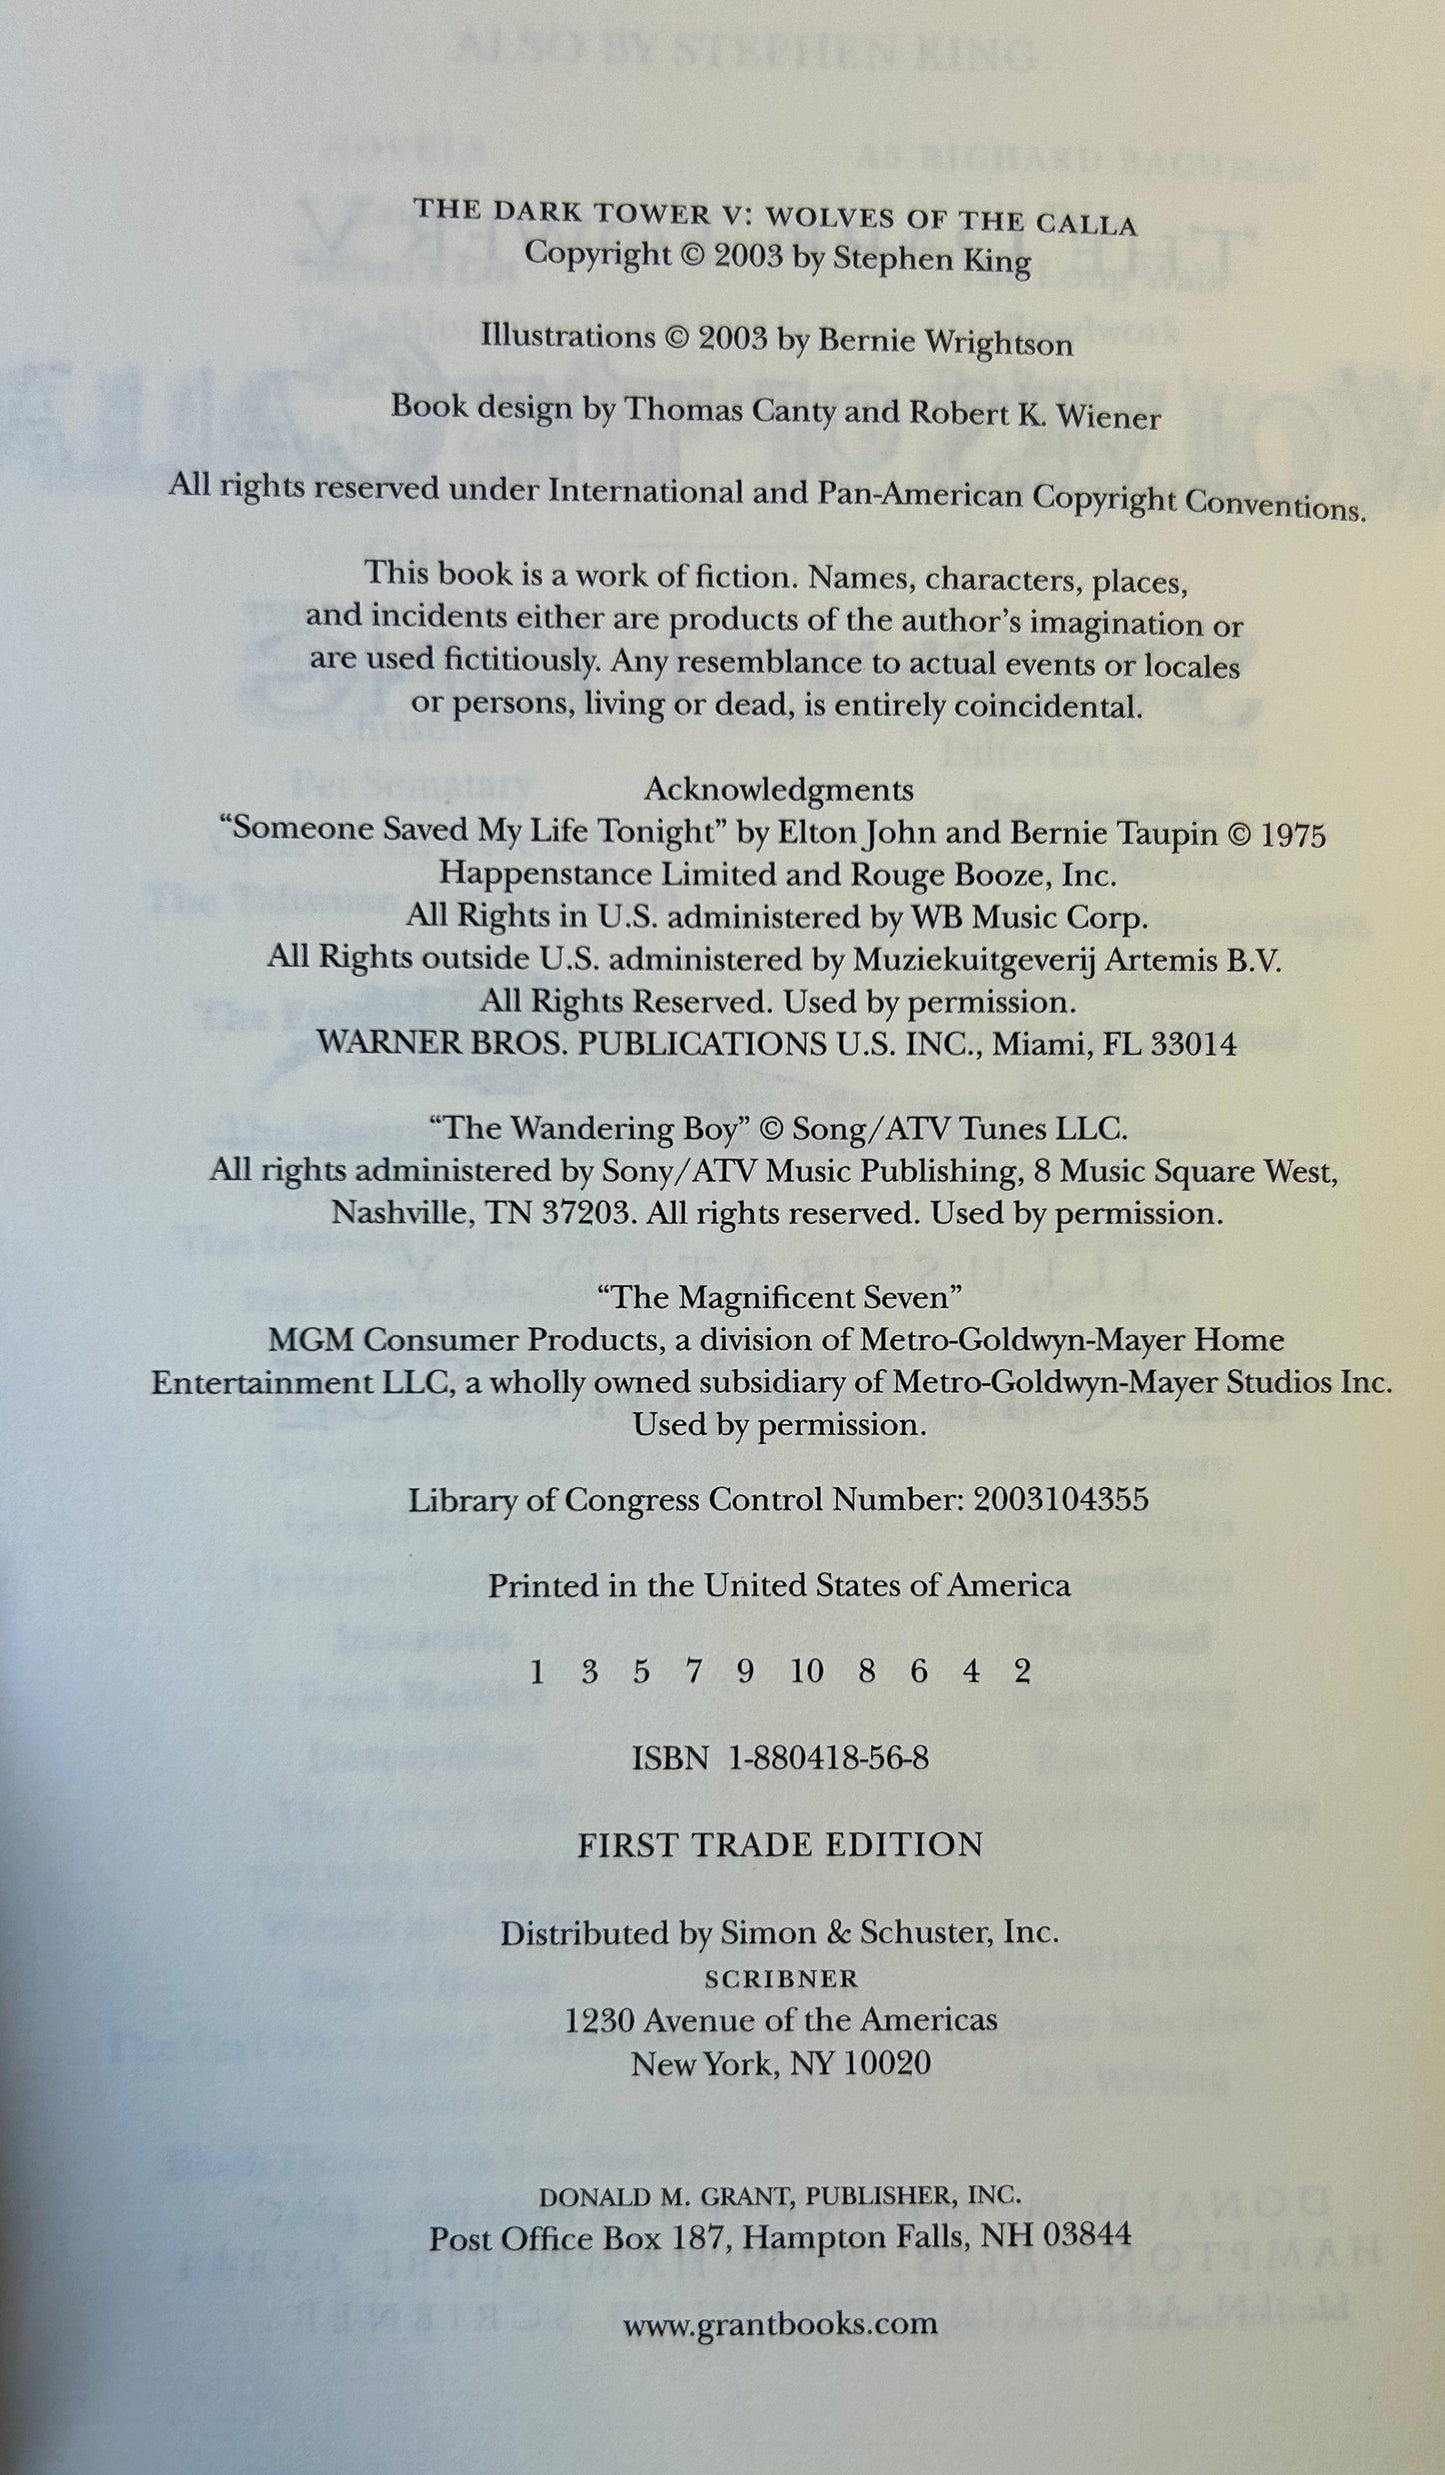 THE DARK TOWER V: WOLVES OF THE CALLA
Copyright © 2003 by Stephen King
Illustrations © 2003 by Bernie Wrightson
Book design by Thomas Canty and Robert K. Wiener
All rights reserved under International and Pan-American Copyright Conventions.
This book is a work of fiction. Names, characters, places,
and incidents either are products of the author's imagination or
are used fictitiously. Any resemblance to actual events or locales
or persons, living or dead, is entirely coincidental.
Acknowledgments
“Someone Saved My Life Tonight” by Elton John and Bernie Taupin © 1975
Happenstance Limited and Rouge Booze, Inc.
All Rights in U.S. administered by WB Music Corp.
All Rights outside U.S. administered by Muziekuitgeverij Artemis B.V.
All Rights Reserved. Used by permission.
WARNER BROS. PUBLICATIONS U.S. INC., Miami, FL 33014
“The Wandering Boy” © Song/ATV Tunes LLC.
All rights administered by Sony/ATV Music Publishing, 8 Music Square West,
Nashville, TN 37203. All rights reserved. Used by permission.
“The Magnificent Seven”
MGM Consumer Products, a division of Metro-Goldwyn-Mayer Home
Entertainment LLC, a wholly owned subsidiary of Metro-Goldwyn-Mayer Studios Inc.
Used by permission.
Library of Congress Control Number: 2003104355
Printed in the United States of America
1 3 5 7 9 10 8 6 4 2
ISBN 1-880418-56-8
FIRST TRADE EDITION
Distributed by Simon & Schuster, Inc.
SCRIBNER
1230 Avenue of the Americas
New York, NY 10020
DONALD M. GRANT, PUBLISHER, INC.
Post Office Box 187, Hampton Falls, NH 03844
www.grantbooks.com